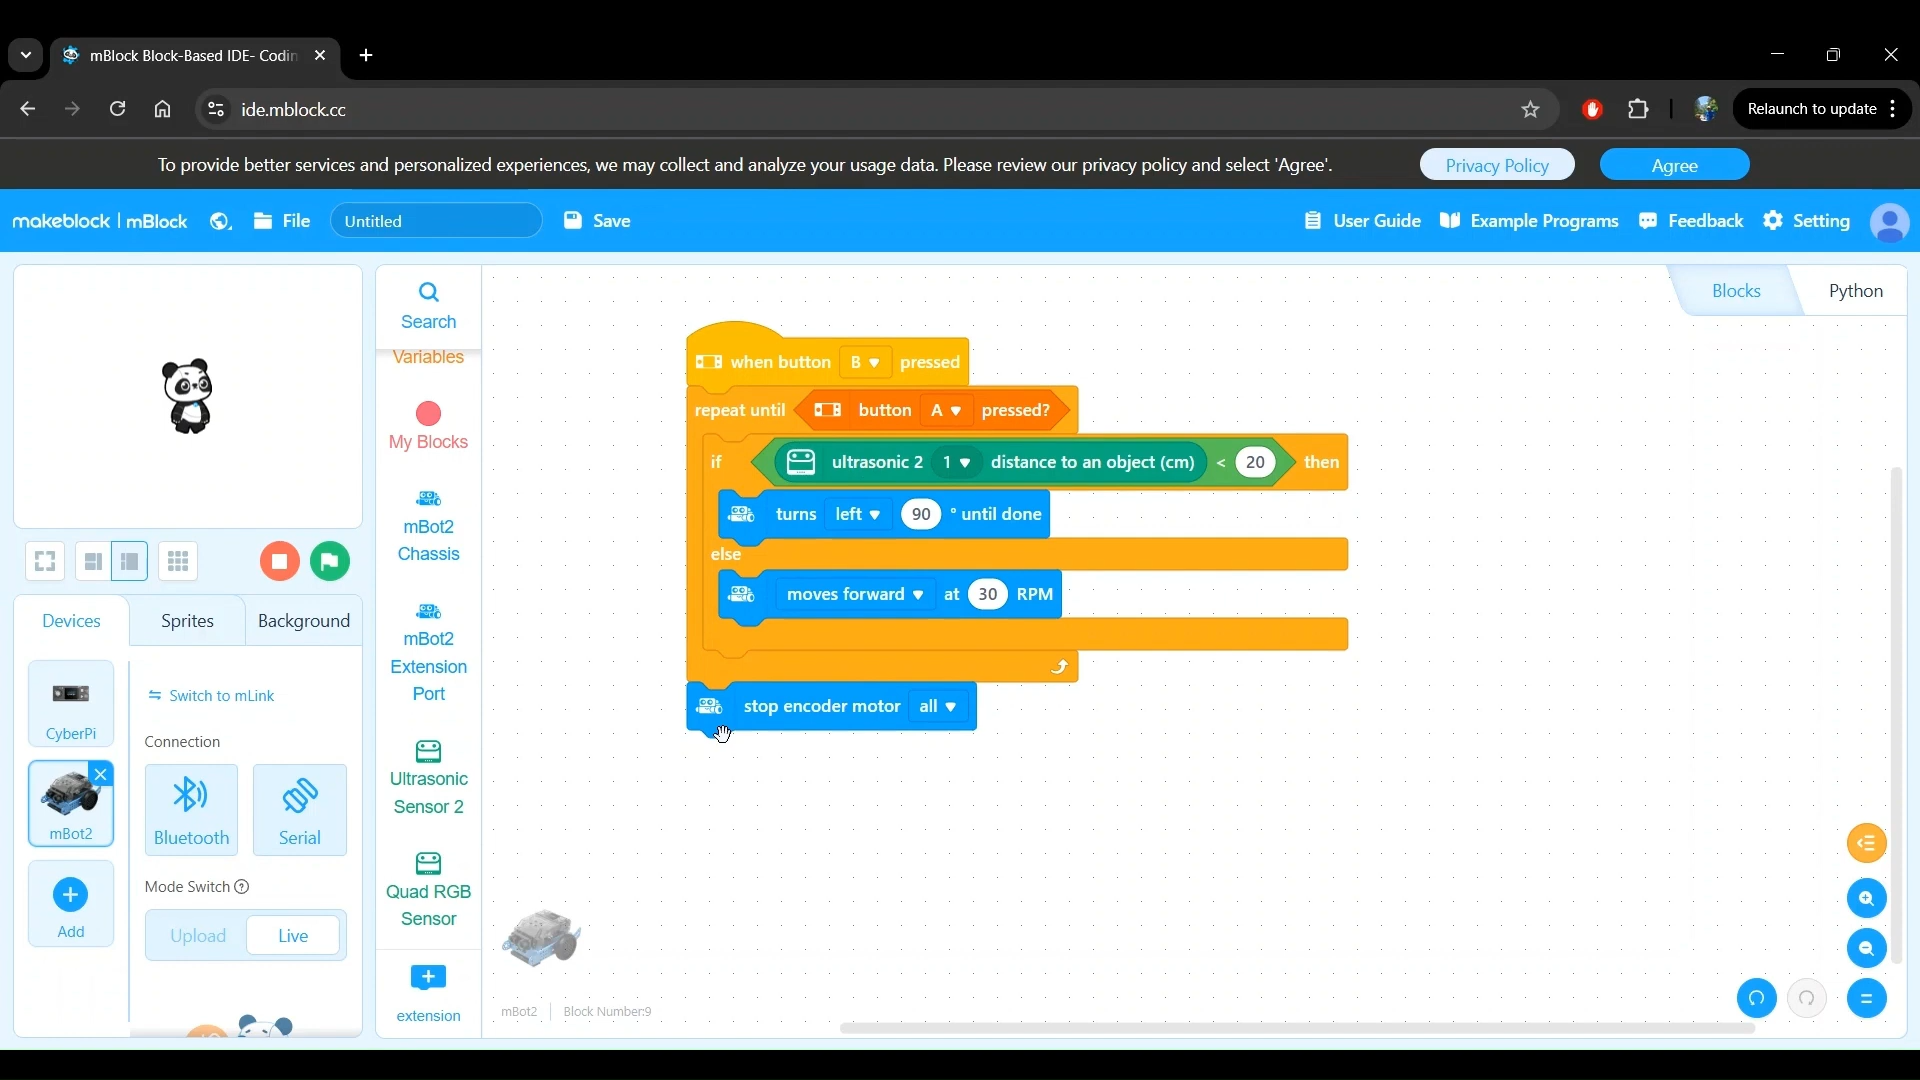 mBlock Block-Based IDE- Codin
ide.mblock.cc
Relaunch to update
To provide better services and personalized experiences, we may collect and analyze your usage data. Please review our privacy policy and select 'Agree'.
Privacy Policy
Agree
makeblock | mBlock
File
Untitled
Save
User Guide
Example Programs
Feedback
Setting
Search
Variables
My Blocks
mBot2
Chassis
mBot2
Extension
Port
Ultrasonic
Sensor 2
Quad RGB
Sensor
extension
Blocks
Python
when button B pressed
repeat until button A pressed?
if ultrasonic 2 1 distance to an object (cm) < 20 then
turns left 90 ° until done
else
moves forward at 30 RPM
stop encoder motor all
Devices
Sprites
Background
CyberPi
mBot2
Add
Switch to mLink
Connection
Bluetooth
Serial
Mode Switch
Upload
Live
mBot2
Block Number:9